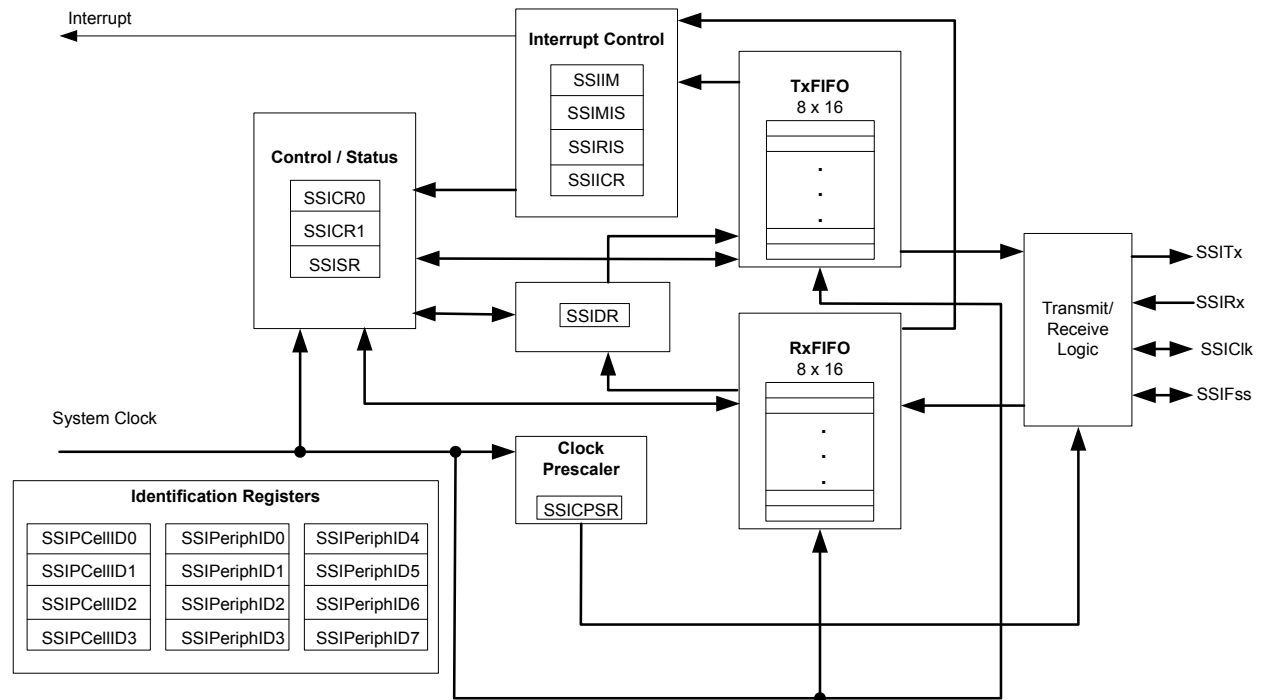 Interrupt
Interrupt Control
SSIIM
SSIMIS
SSIRIS
SSIICR
TxFIFO
8 x 16
.
.
.
Control / Status
SSICR0
SSICR1
SSISR
SSIDR
RxFIFO
8 x 16
.
.
.
Transmit/
Receive
Logic
SSITx
SSIRx
SSIClk
SSIFss
System Clock
Clock
Prescaler
SSICPSR
Identification Registers
SSIPCellID0
SSIPeriphID0
SSIPeriphID4
SSIPCellID1
SSIPeriphID1
SSIPeriphID5
SSIPCellID2
SSIPeriphID2
SSIPeriphID6
SSIPCellID3
SSIPeriphID3
SSIPeriphID7